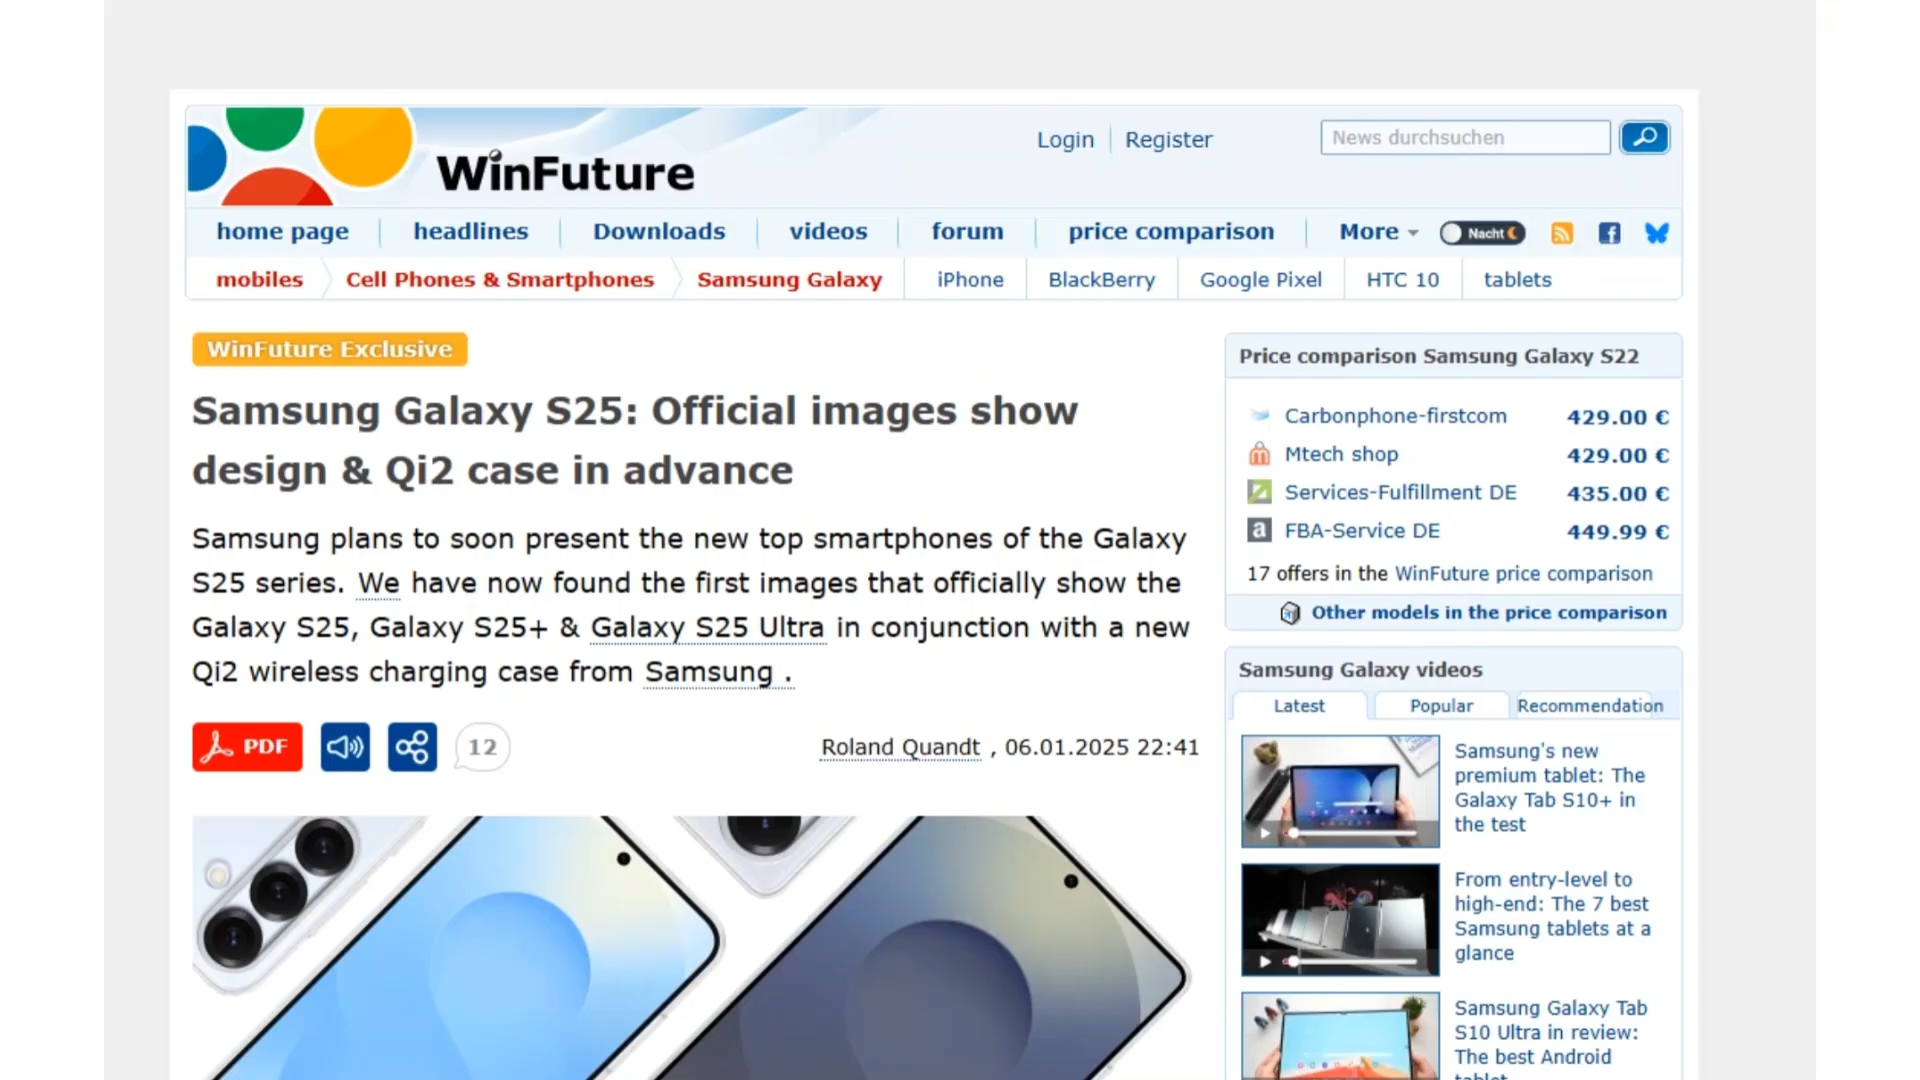 WinFuture
Login
Register
News durchsuchen
home page
headlines
Downloads
videos
forum
price comparison
More
Nacht
mobiles
Cell Phones & Smartphones
Samsung Galaxy
iPhone
BlackBerry
Google Pixel
HTC 10
tablets
WinFuture Exclusive
Samsung Galaxy S25: Official images show
design & Qi2 case in advance
Samsung plans to soon present the new top smartphones of the Galaxy
S25 series. We have now found the first images that officially show the
Galaxy S25, Galaxy S25+ & Galaxy S25 Ultra in conjunction with a new
Qi2 wireless charging case from Samsung .
PDF
12
Roland Quandt , 06.01.2025 22:41
Price comparison Samsung Galaxy S22
Carbonphone-firstcom 429.00 €
Mtech shop 429.00 €
Services-Fulfillment DE 435.00 €
FBA-Service DE 449.99 €
17 offers in the WinFuture price comparison
Other models in the price comparison
Samsung Galaxy videos
Latest
Popular
Recommendation
Samsung's new
premium tablet: The
Galaxy Tab S10+ in
the test
From entry-level to
high-end: The 7 best
Samsung tablets at a
glance
Samsung Galaxy Tab
S10 Ultra in review:
The best Android
tablet